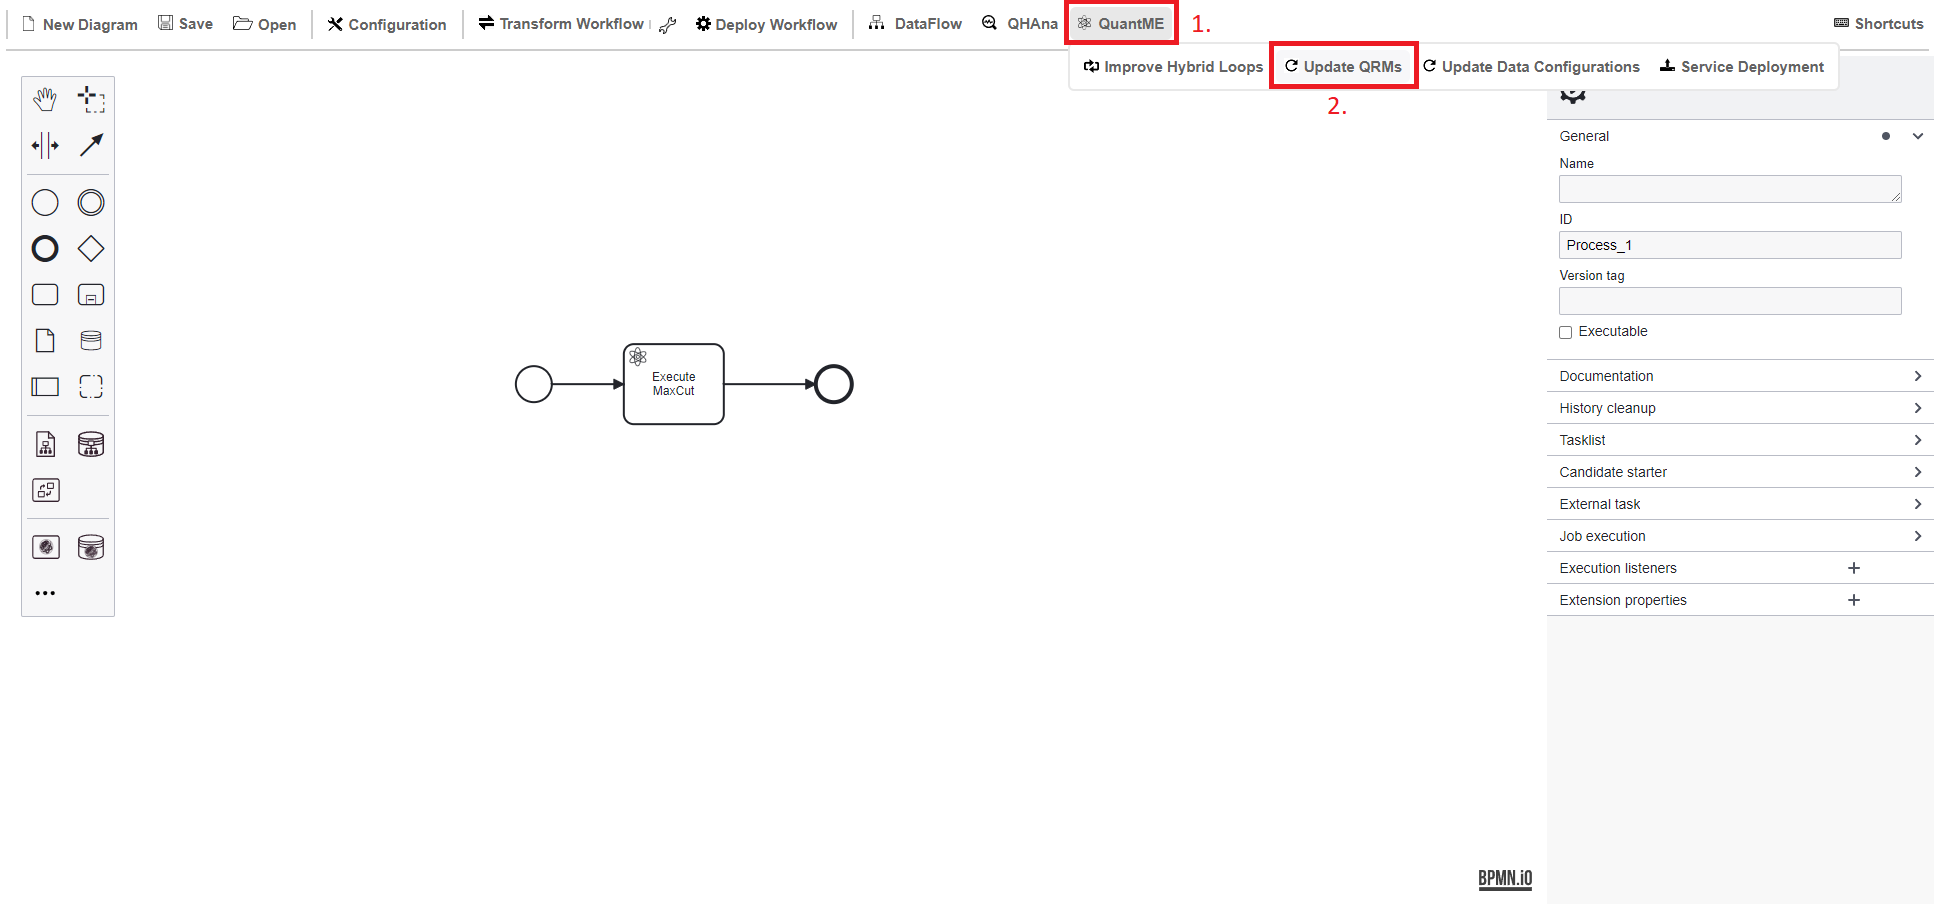 New Diagram Save Open Configuration Transform Workflow Deploy Workflow DataFlow QHAna QuantME 1. Shortcuts
Improve Hybrid Loops Update QRMs Update Data Configurations Service Deployment
2.
General
Name
ID
Process_1
Version tag
Executable
Execute
MaxCut
Documentation
History cleanup
Tasklist
Candidate starter
External task
Job execution
Execution listeners
Extension properties
BPMN.iO